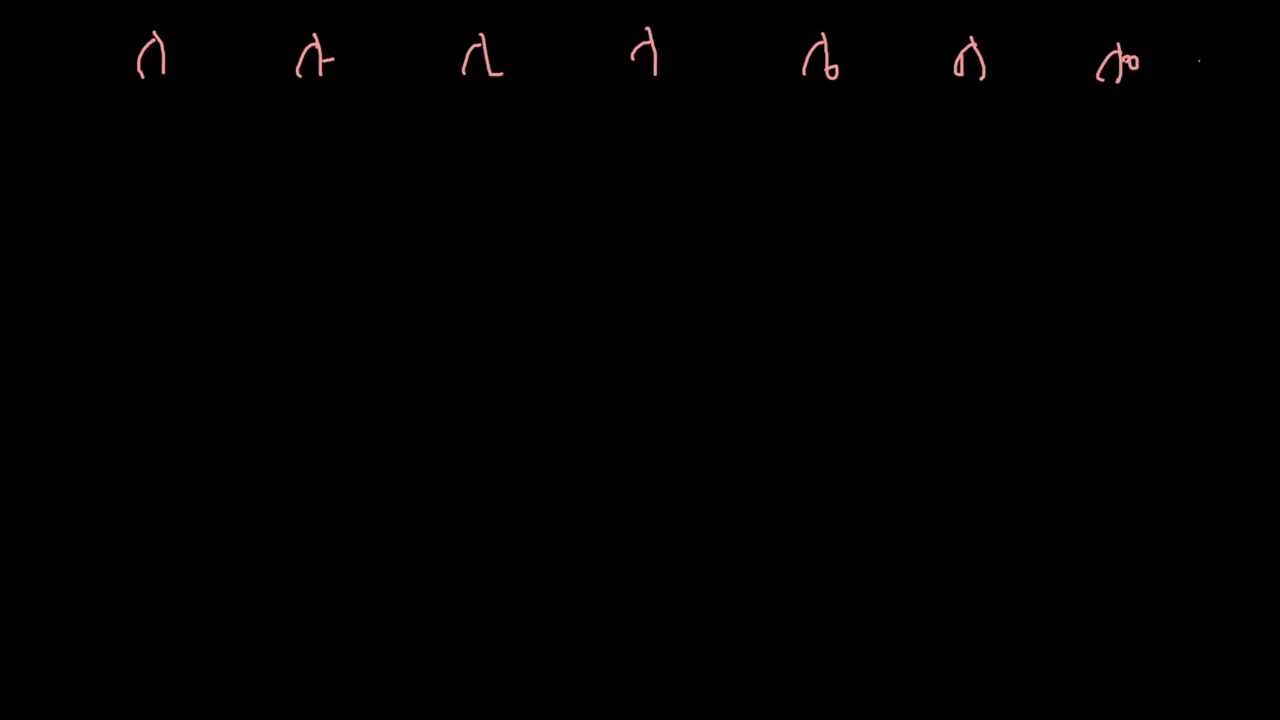 ለ ሉ ሊ ላ ሌ ል ሎ